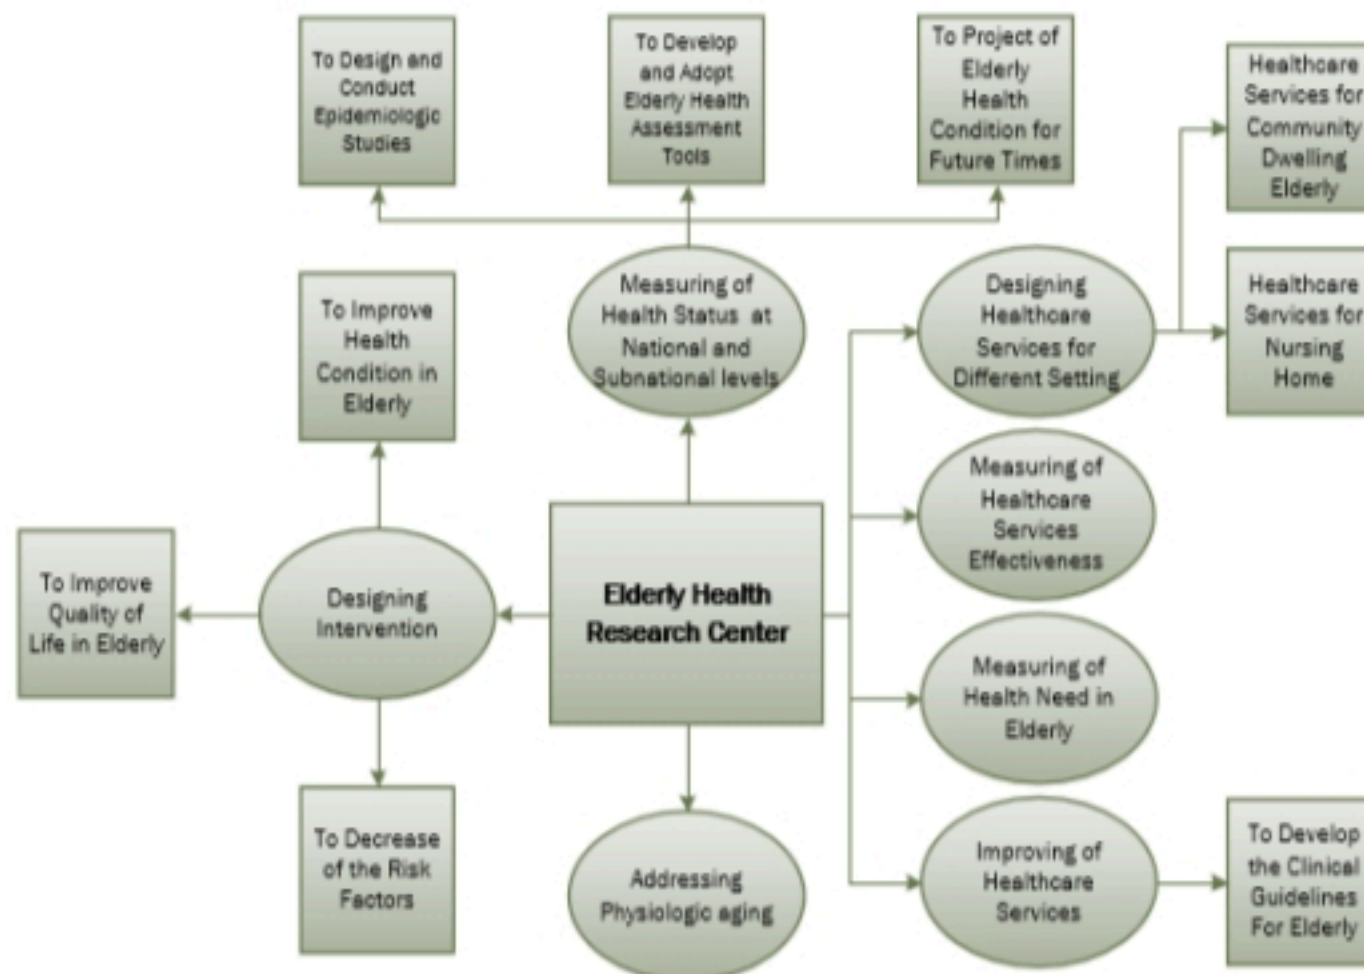 To Design and
Conduct
Epidemiologic
Studies
To Develop
and Adopt
Elderly Health
Assessment
Tools
To Project of
Elderly
Health
Condition for
Future Times
Healthcare
Services for
Community
Dwelling
Elderly
To Improve
Health
Condition in
Elderly
Measuring of
Health Status at
National and
Subnational levels
Designing
Healthcare
Services for
Different Setting
Healthcare
Services for
Nursing
Home
Measuring of
Healthcare
Services
Effectiveness
To Improve
Quality of
Life in Elderly
Designing
Intervention
Elderly Health
Research Center
Measuring of
Health Need in
Elderly
To Decrease
of the Risk
Factors
Addressing
Physiologic aging
Improving of
Healthcare
Services
To Develop
the Clinical
Guidelines
For Elderly